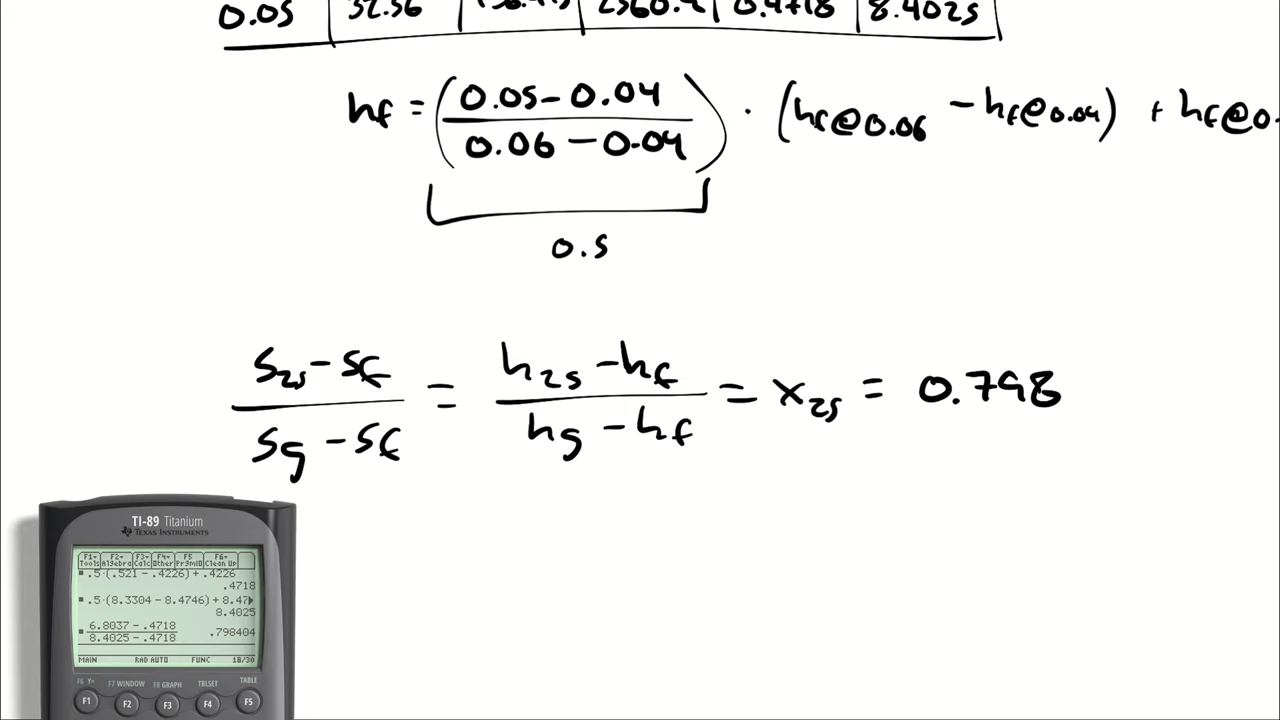 0.05 32.56 2560.4 0.4718 8.4025
hf = (0.05 - 0.04 / 0.06 - 0.04) · (hf@0.06 - hf@0.04) + hf@0.
0.5
s2s - sf / sg - sf = h2s - hf / hg - hf = x2s = 0.798
TI-89 Titanium
TEXAS INSTRUMENTS
F1 Tools F2 Algebra F3 Calc F4 Other F5 PrgmIO F6 Clean Up
.5·(.521 - .4226) + .4226
.4718
.5·(8.3304 - 8.4746) + 8.47
8.4025
6.8037 - .4718 / 8.4025 - .4718 .798404
MAIN RAD AUTO FUNC 18/30
F6 Y= F7 WINDOW F8 GRAPH TBLSET TABLE
F1 F2 F3 F4 F5